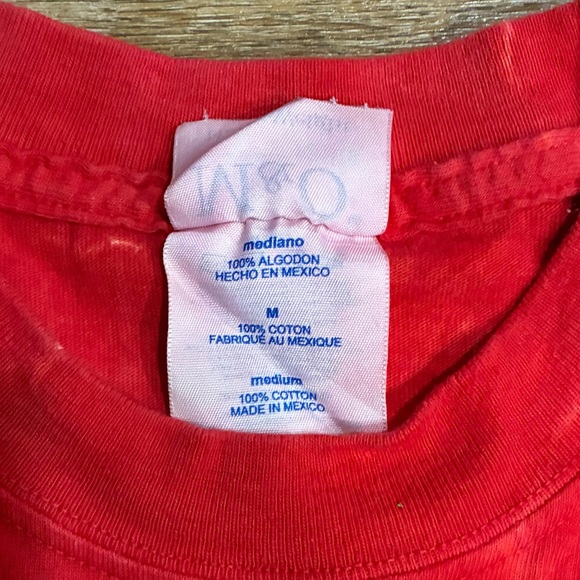 M&O
mediano
100% ALGODON
HECHO EN MEXICO
M
100% COTON
FABRIQUÉ AU MEXIQUE
medium
100% COTTON
MADE IN MEXICO